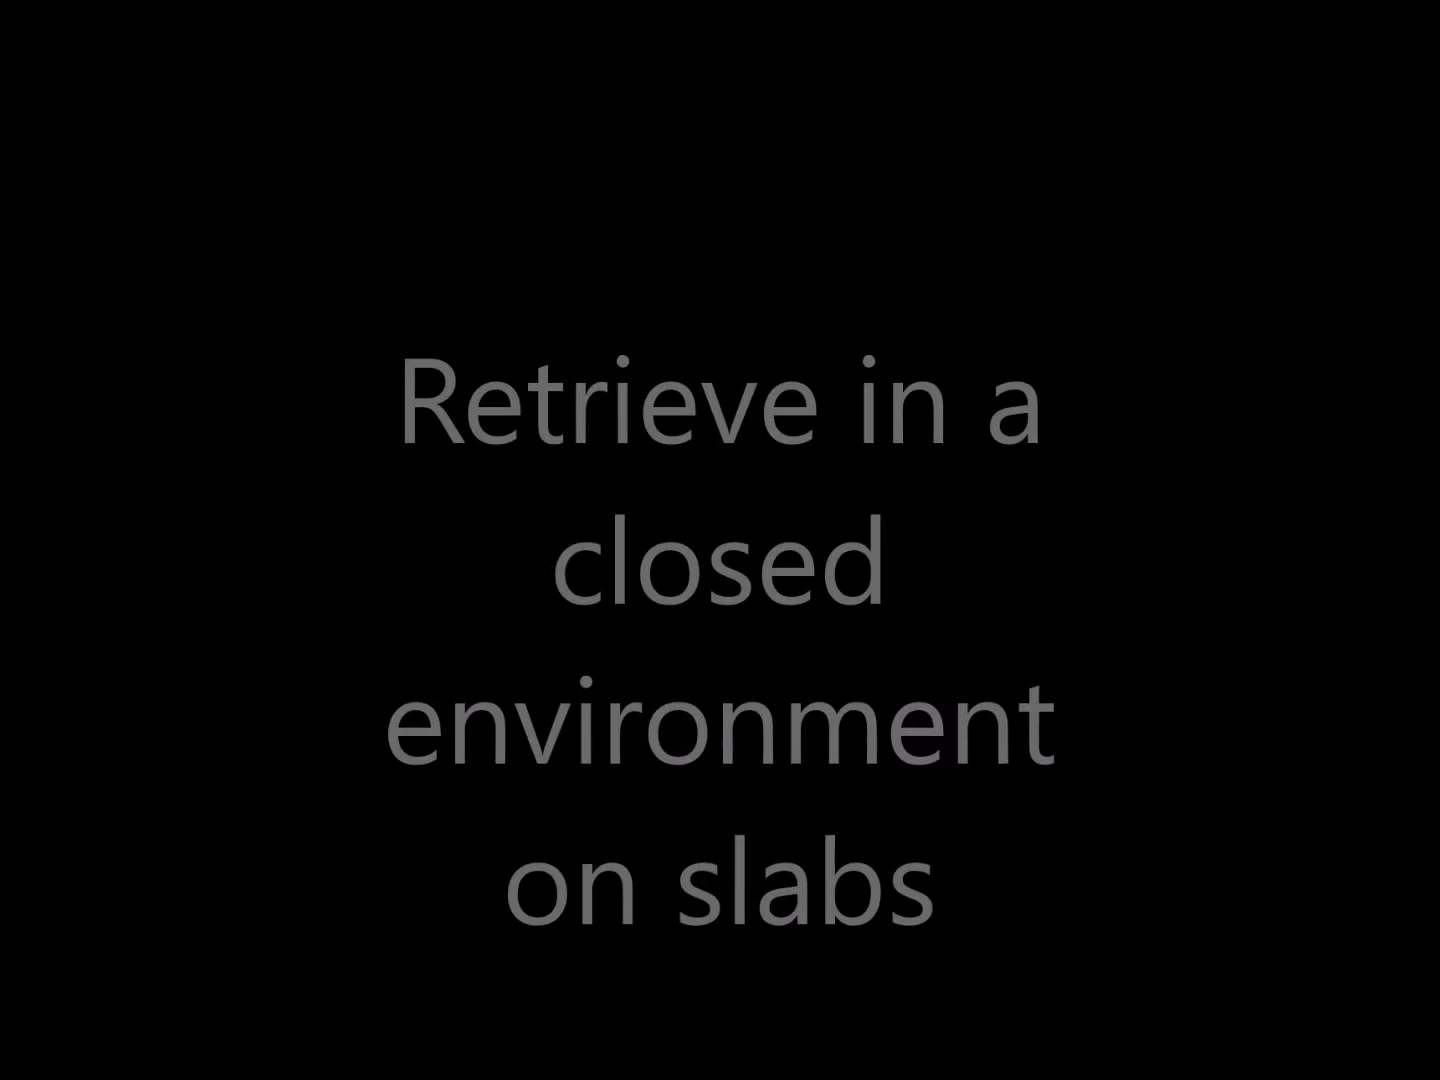 Retrieve in a
closed
environment
on slabs